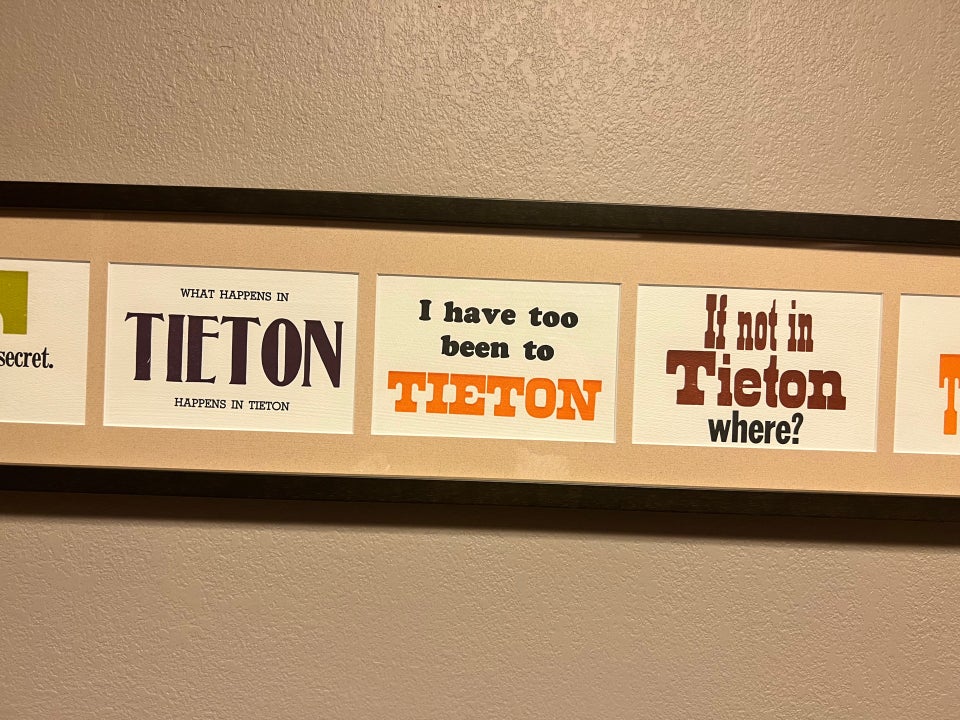 secret.
WHAT HAPPENS IN
TIETON
HAPPENS IN TIETON
I have too
been to
TIETON
If not in
Tieton
where?
T